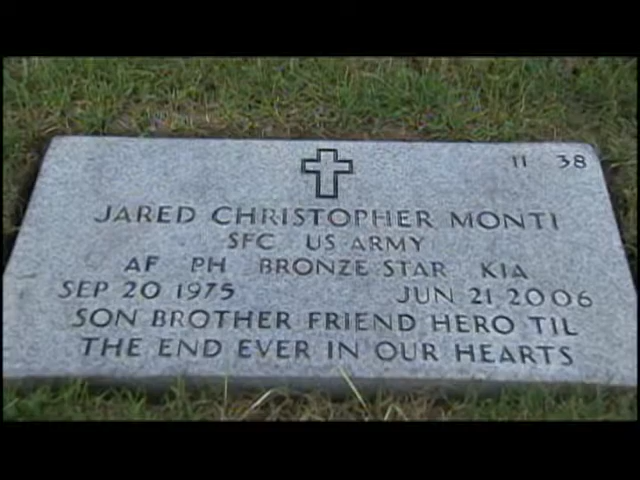 11 38
JARED CHRISTOPHER MONTI
SFC US ARMY
AF PH BRONZE STAR KIA
SEP 20 1975 JUN 21 2006
SON BROTHER FRIEND HERO TIL
THE END EVER IN OUR HEARTS